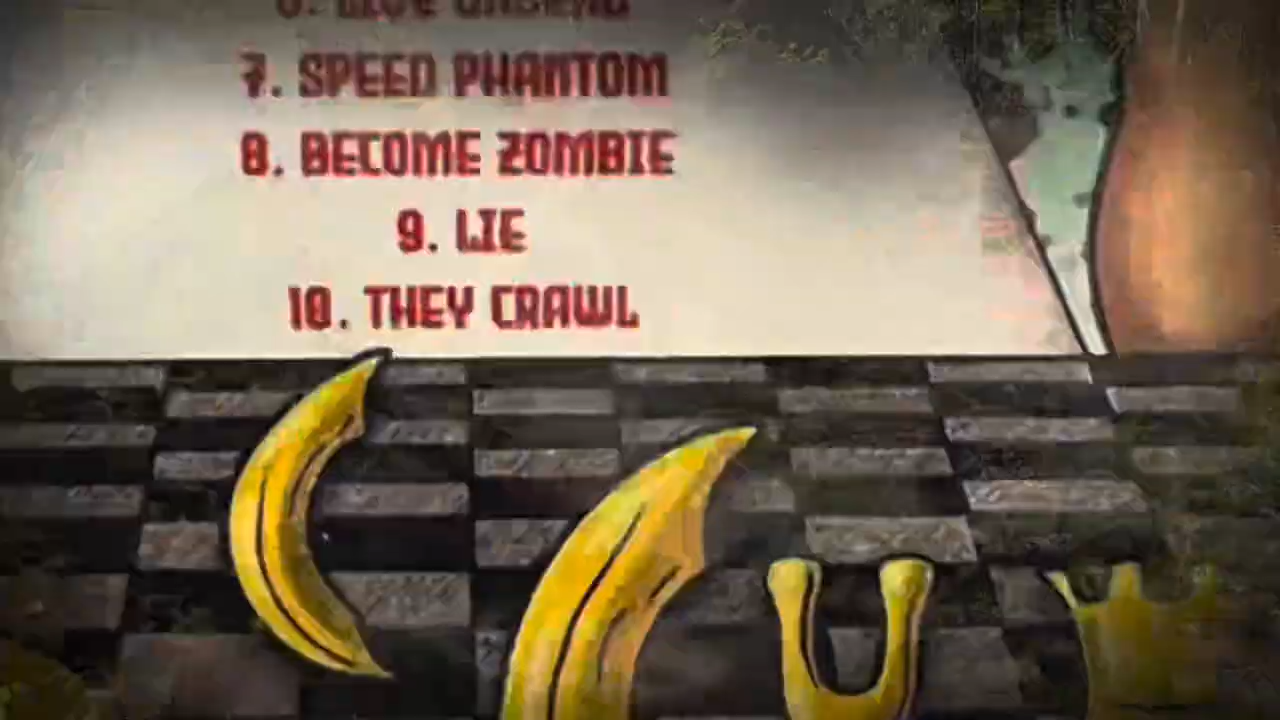 7. SPEED PHANTOM
8. BECOME ZOMBIE
9. LIE
10. THEY CRAWL